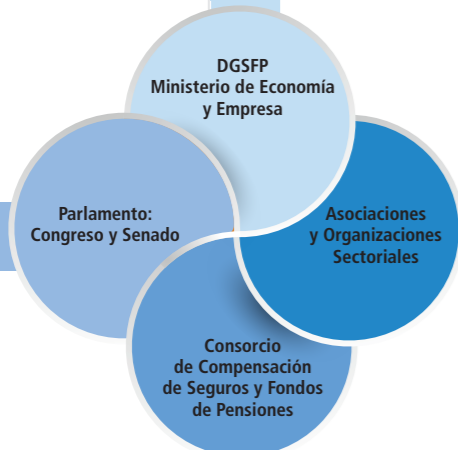 DGSFP
Ministerio de Economía
y Empresa
Parlamento:
Congreso y Senado
Asociaciones
y Organizaciones
Sectoriales
Consorcio
de Compensación
de Seguros y Fondos
de Pensiones